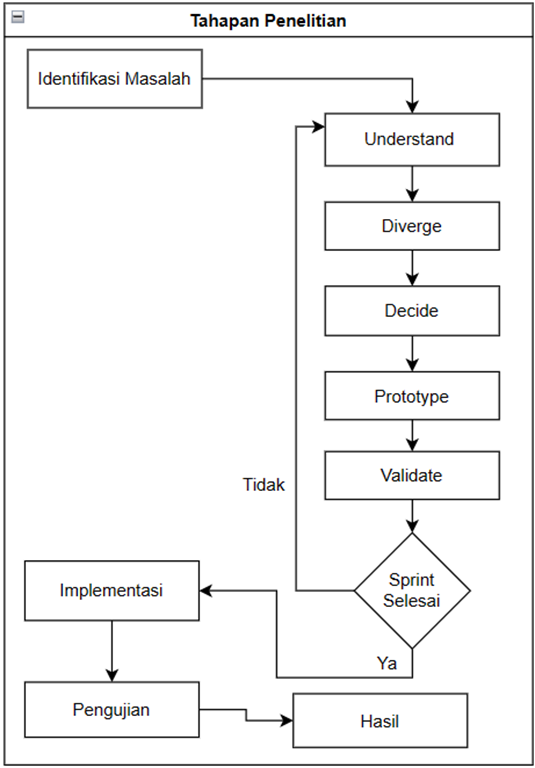 Tahapan Penelitian
Identifikasi Masalah
Understand
Diverge
Decide
Prototype
Validate
Tidak
Sprint
Selesai
Implementasi
Ya
Pengujian
Hasil